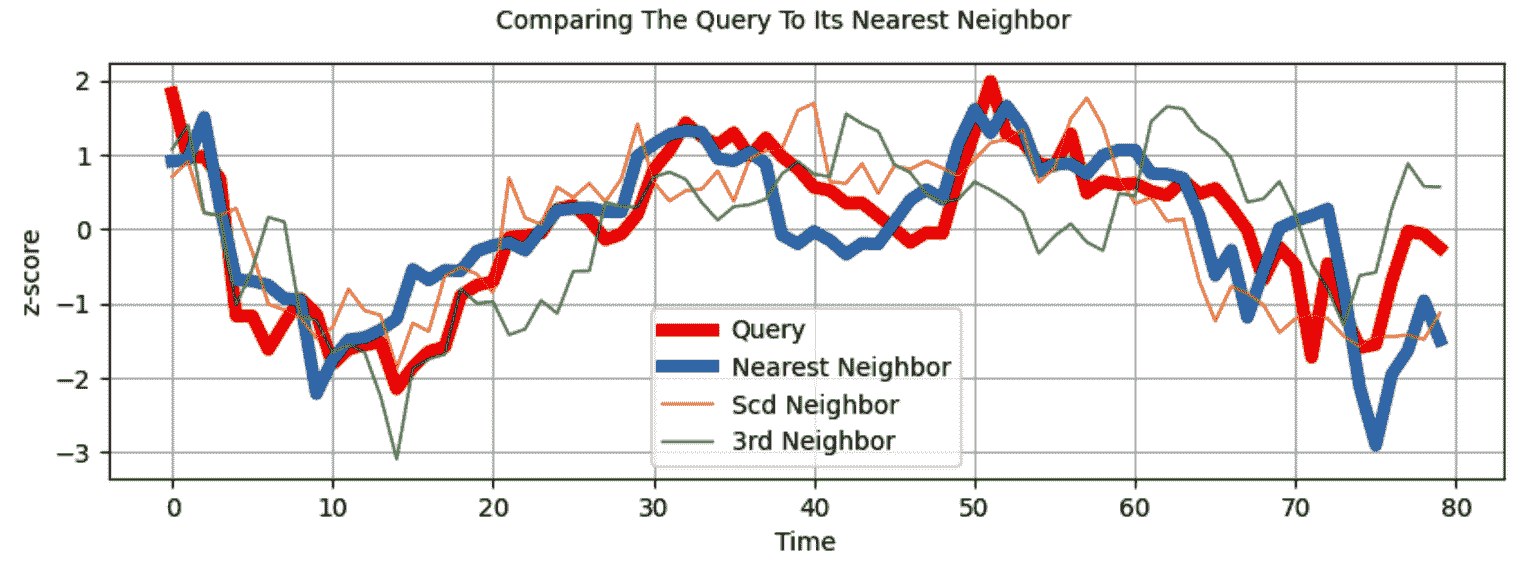 Comparing The Query To Its Nearest Neighbor
z-score
2
1
0
−1
−2
−3
Query
Nearest Neighbor
Scd Neighbor
3rd Neighbor
0 10 20 30 40 50 60 70 80
Time